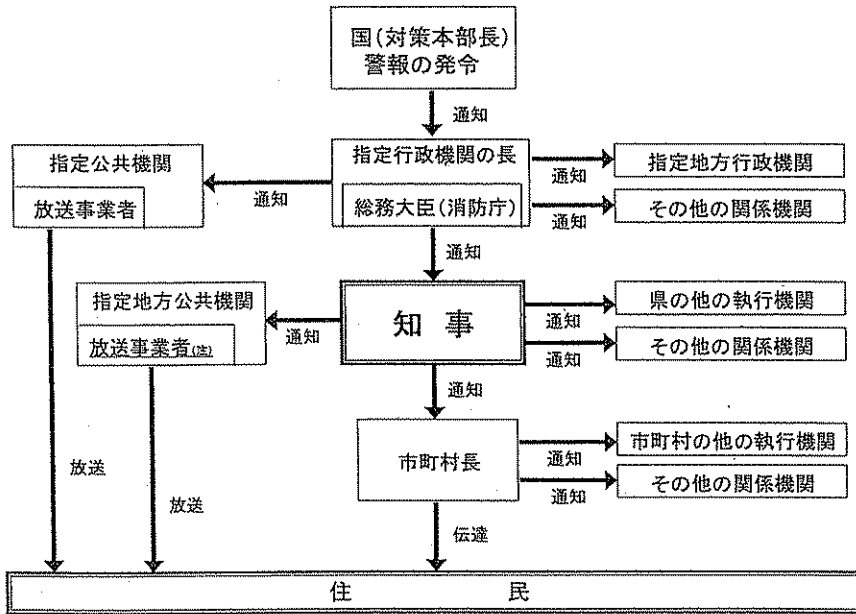 国(対策本部長)
警報の発令
通知
指定公共機関
放送事業者
通知
指定行政機関の長
総務大臣(消防庁)
通知
指定地方行政機関
通知
その他の関係機関
通知
指定地方公共機関
放送事業者(注)
通知
知 事
通知
県の他の執行機関
通知
その他の関係機関
通知
市町村長
通知
市町村の他の執行機関
通知
その他の関係機関
放送
放送
伝達
住 民